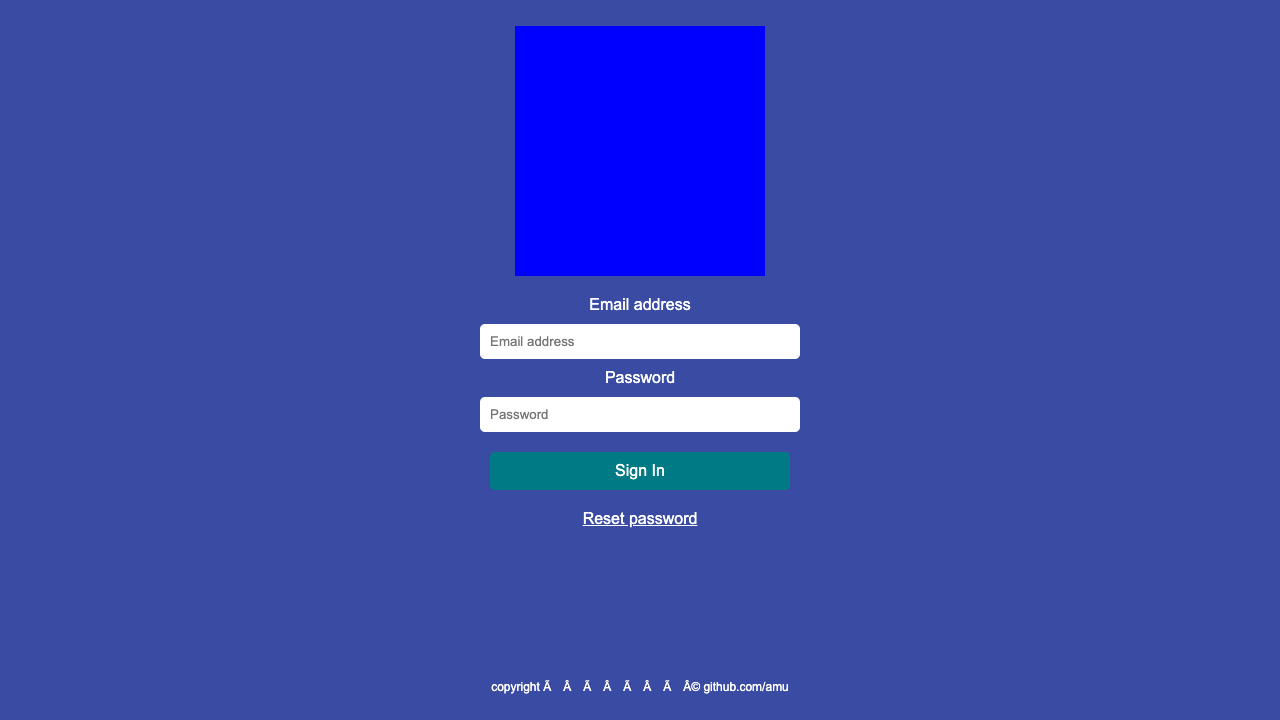 Email address
Email address
Password
Password
Sign In
Reset password
copyright Ã Â Ã Â Ã Â Ã Â© github.com/amu